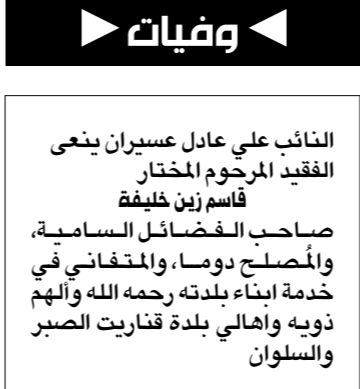 وفيات
النائب علي عادل عسيران ينعى
الفقيد المرحوم المختار
قاسم زين خليفة
صاحب الفضائل السامية،
والمُصلح دوما، والمتفاني في
خدمة ابناء بلدته رحمه الله وألهم
ذويه واهالي بلدة قناريت الصبر
والسلوان